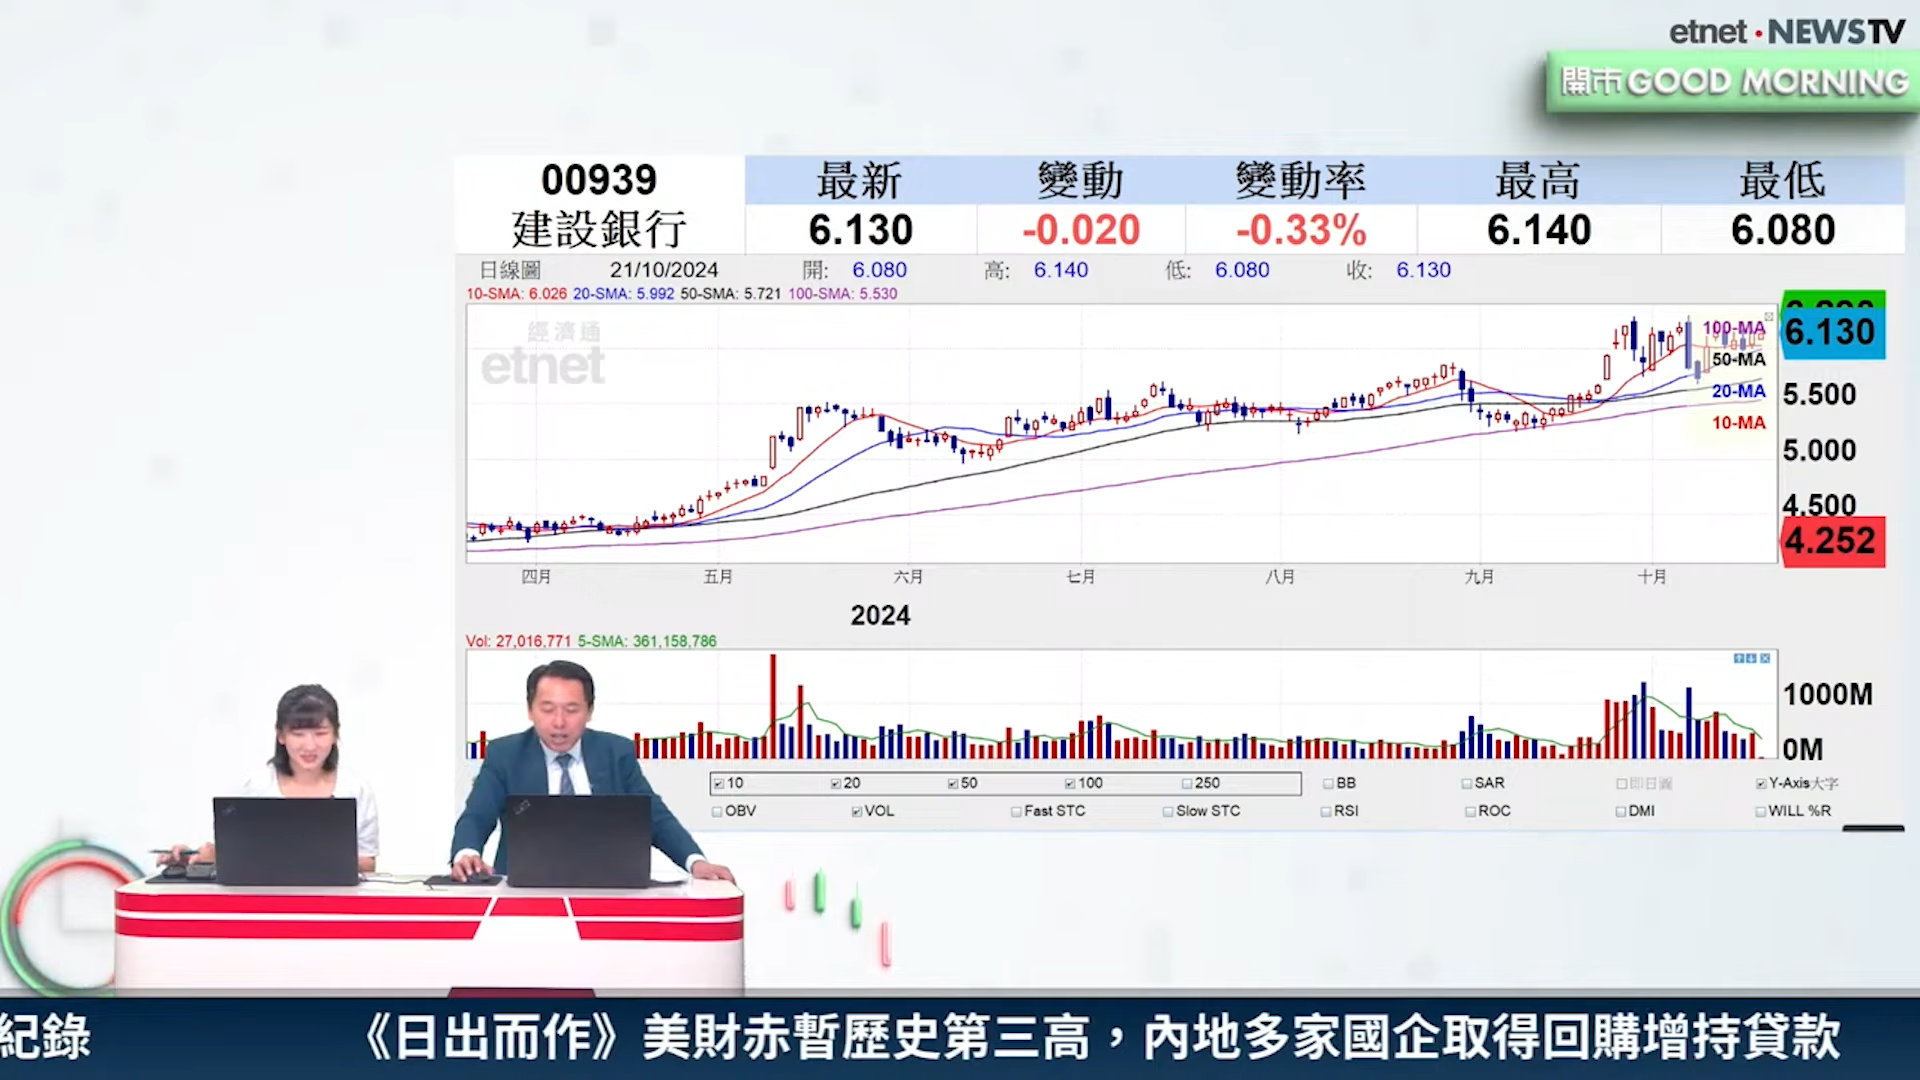 etnet·NEWSTV
開市GOOD MORNING
00939 最新 變動 變動率 最高 最低
建設銀行 6.130 -0.020 -0.33% 6.140 6.080
日線圖 21/10/2024 開: 6.080 高: 6.140 低: 6.080 收: 6.130
10-SMA: 6.026 20-SMA: 5.992 50-SMA: 5.721 100-SMA: 5.530
經濟通
etnet
100-MA
50-MA
20-MA
10-MA
6.130
5.500
5.000
4.500
4.252
四月 五月 六月 七月 八月 九月 十月
2024
Vol: 27,016,771 5-SMA: 361,158,786
1000M
0M
10 20 50 100 250 BB SAR 即日圖 Y-Axis大字
OBV VOL Fast STC Slow STC RSI ROC DMI WILL %R
紀錄 《日出而作》美財赤暫歷史第三高，內地多家國企取得回購增持貸款